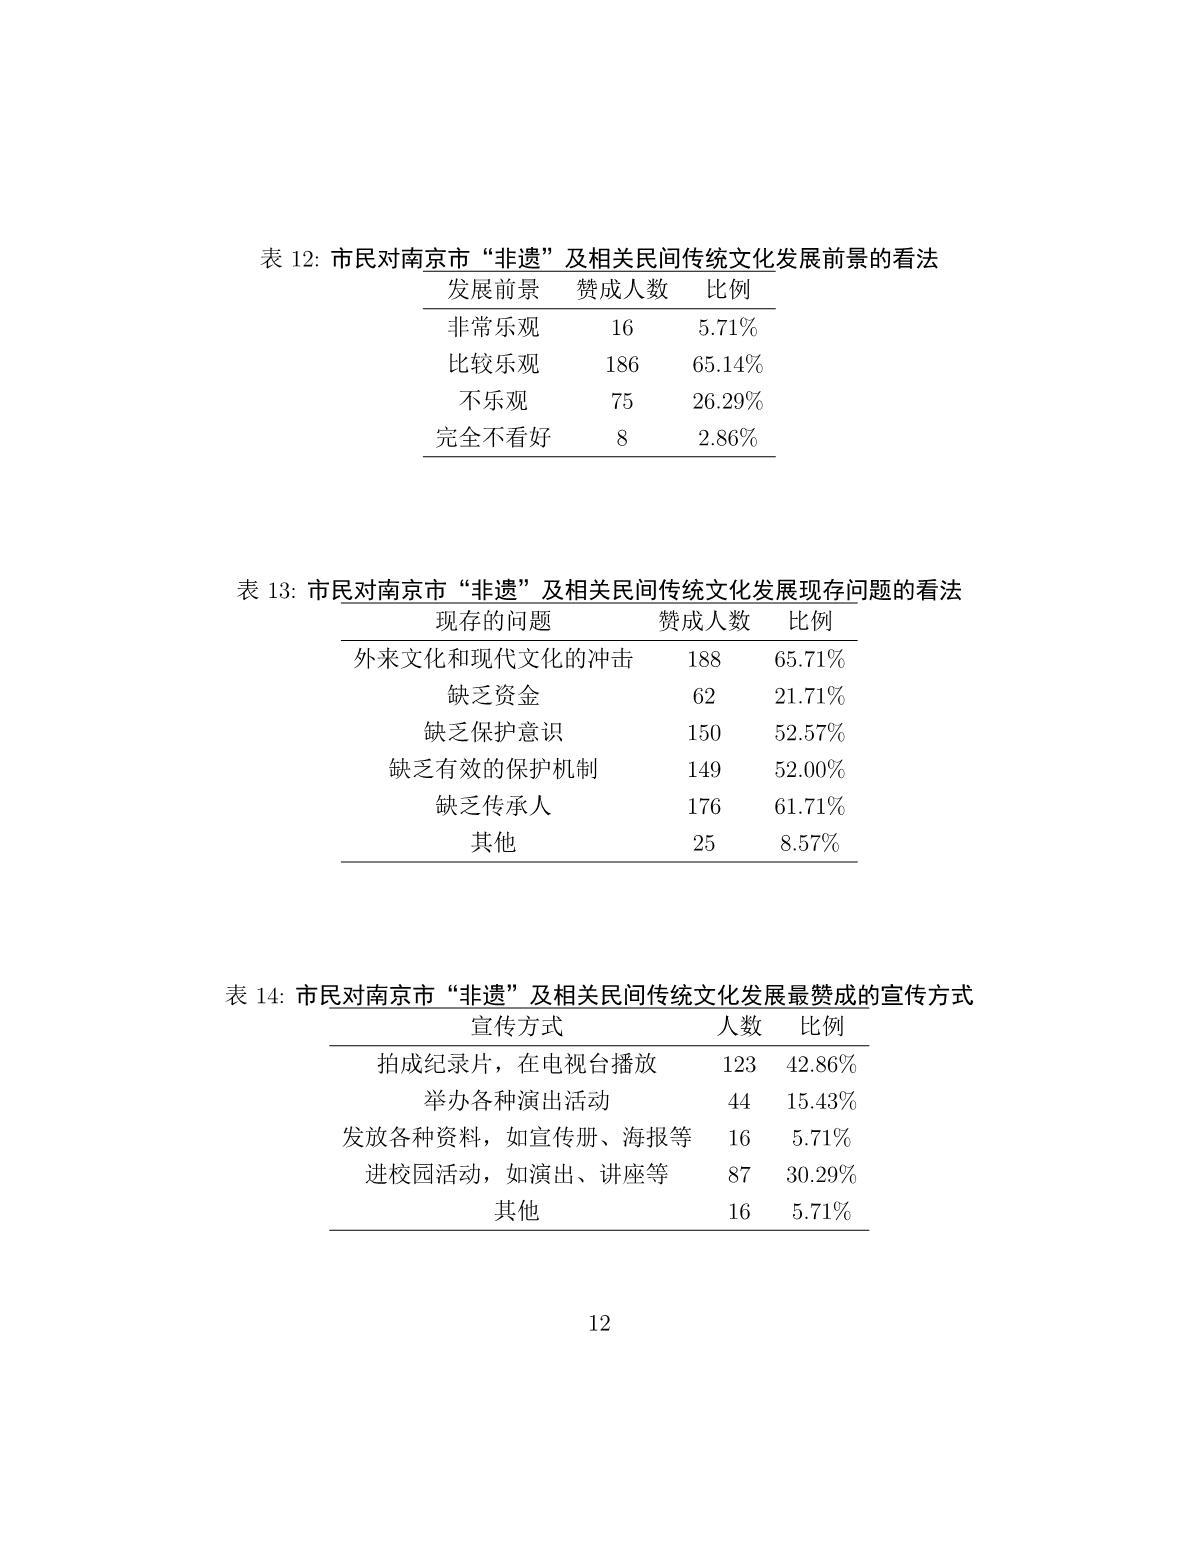 表 12: 市民对南京市“非遗”及相关民间传统文化发展前景的看法
发展前景 赞成人数 比例
非常乐观 16 5.71%
比较乐观 186 65.14%
不乐观 75 26.29%
完全不看好 8 2.86%
表 13: 市民对南京市“非遗”及相关民间传统文化发展现存问题的看法
现存的问题 赞成人数 比例
外来文化和现代文化的冲击 188 65.71%
缺乏资金 62 21.71%
缺乏保护意识 150 52.57%
缺乏有效的保护机制 149 52.00%
缺乏传承人 176 61.71%
其他 25 8.57%
表 14: 市民对南京市“非遗”及相关民间传统文化发展最赞成的宣传方式
宣传方式 人数 比例
拍成纪录片，在电视台播放 123 42.86%
举办各种演出活动 44 15.43%
发放各种资料，如宣传册、海报等 16 5.71%
进校园活动，如演出、讲座等 87 30.29%
其他 16 5.71%
12